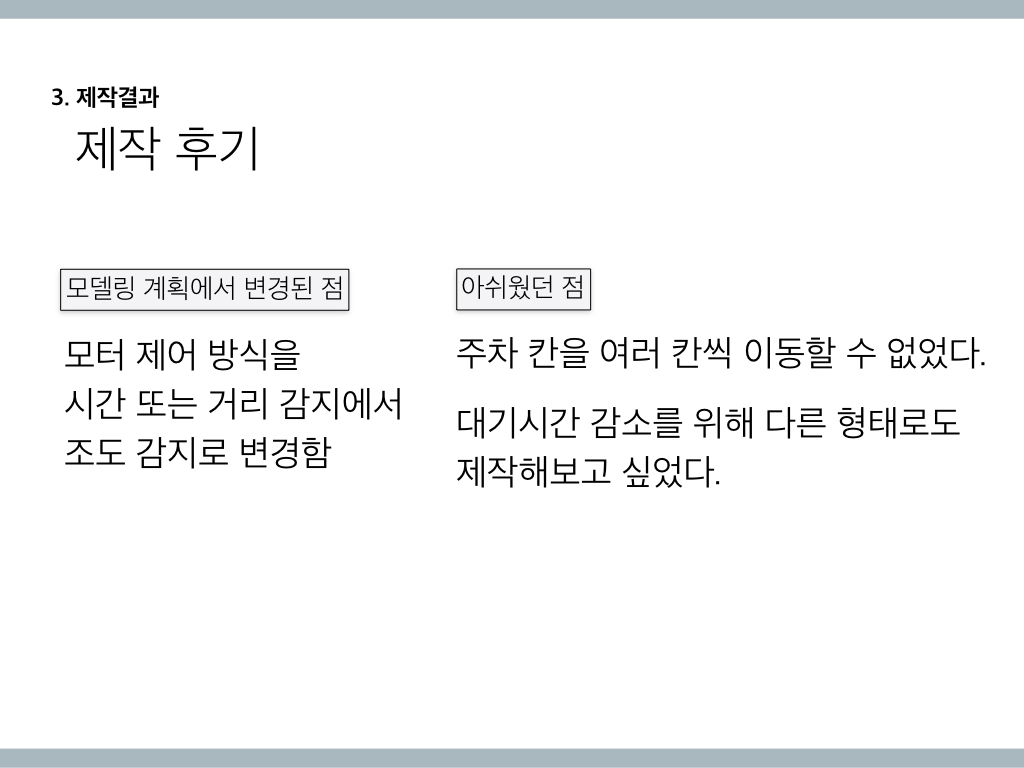 3. 제작결과
제작 후기
모델링 계획에서 변경된 점
모터 제어 방식을
시간 또는 거리 감지에서
조도 감지로 변경함
아쉬웠던 점
주차 칸을 여러 칸씩 이동할 수 없었다.
대기시간 감소를 위해 다른 형태로도
제작해보고 싶었다.